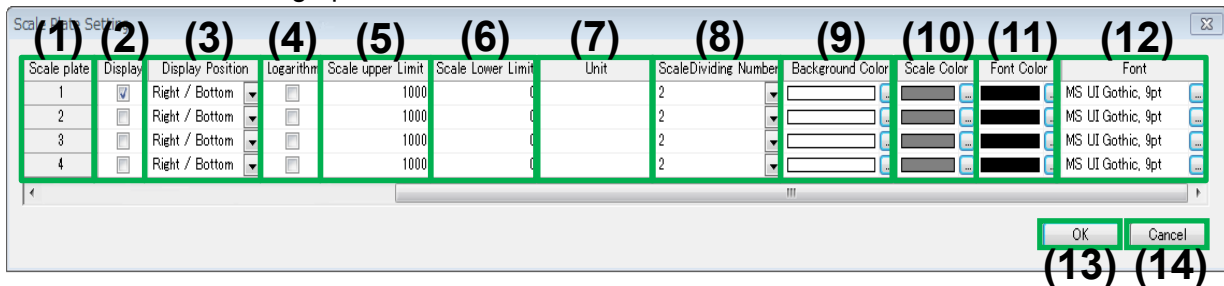 Scale Plate Setting
(1) (2) (3) (4) (5) (6) (7) (8) (9) (10) (11) (12)
Scale plate Display Display Position Logarithm Scale upper Limit Scale Lower Limit Unit ScaleDividing Number Background Color Scale Color Font Color Font
1 Right / Bottom 1000 0 2 ... ... ... MS UI Gothic, 9pt ...
2 Right / Bottom 1000 0 2 ... ... ... MS UI Gothic, 9pt ...
3 Right / Bottom 1000 0 2 ... ... ... MS UI Gothic, 9pt ...
4 Right / Bottom 1000 0 2 ... ... ... MS UI Gothic, 9pt ...
OK Cancel
(13) (14)